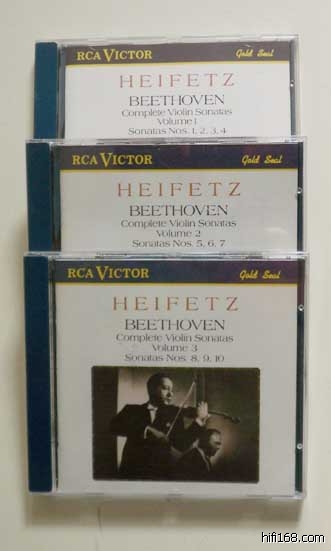 RCA VICTOR Gold Seal
HEIFETZ
BEETHOVEN
Complete Violin Sonatas
Volume 1
Sonatas Nos. 1, 2, 3, 4
RCA VICTOR Gold Seal
HEIFETZ
BEETHOVEN
Complete Violin Sonatas
Volume 2
Sonatas Nos. 5, 6, 7
RCA VICTOR Gold Seal
HEIFETZ
BEETHOVEN
Complete Violin Sonatas
Volume 3
Sonatas Nos. 8, 9, 10
hifi168.com